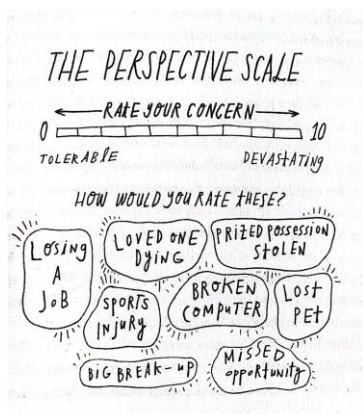 THE PERSPECTIVE SCALE
RATE YOUR CONCERN
0 10
TOLERABLE DEVASTATING
HOW WOULD YOU RATE THESE?
LOSING
A
JOB
LOVED ONE
DYING
PRIZED POSSESSION
STOLEN
SPORTS
INJURY
BROKEN
COMPUTER
LOST
PET
BIG BREAK-UP
MISSED
opportunity